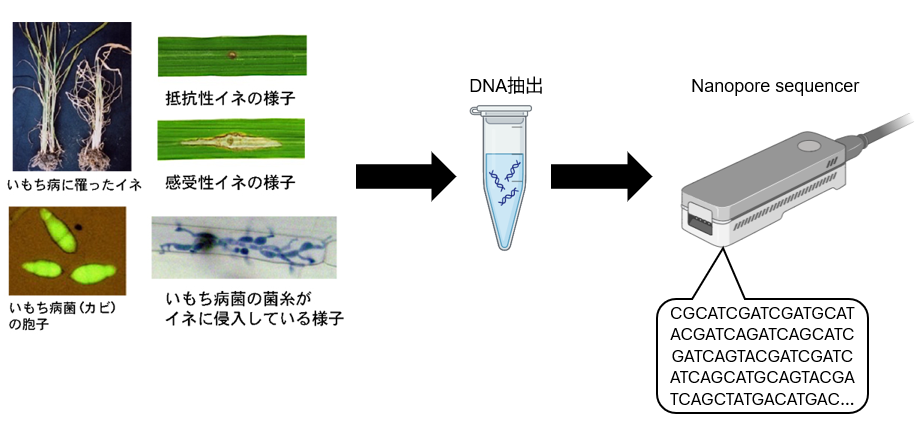 いもち病に罹ったイネ
抵抗性イネの様子
感受性イネの様子
いもち病菌(カビ)
の胞子
いもち病菌の菌糸が
イネに侵入している様子
DNA抽出
Nanopore sequencer
CGCATCGATCGATGCAT
ACGATCAGATCAGCATC
GATCAGTACGATCGATC
ATCAGCATGCAGTACGA
TCAGCTATGACATGAC...